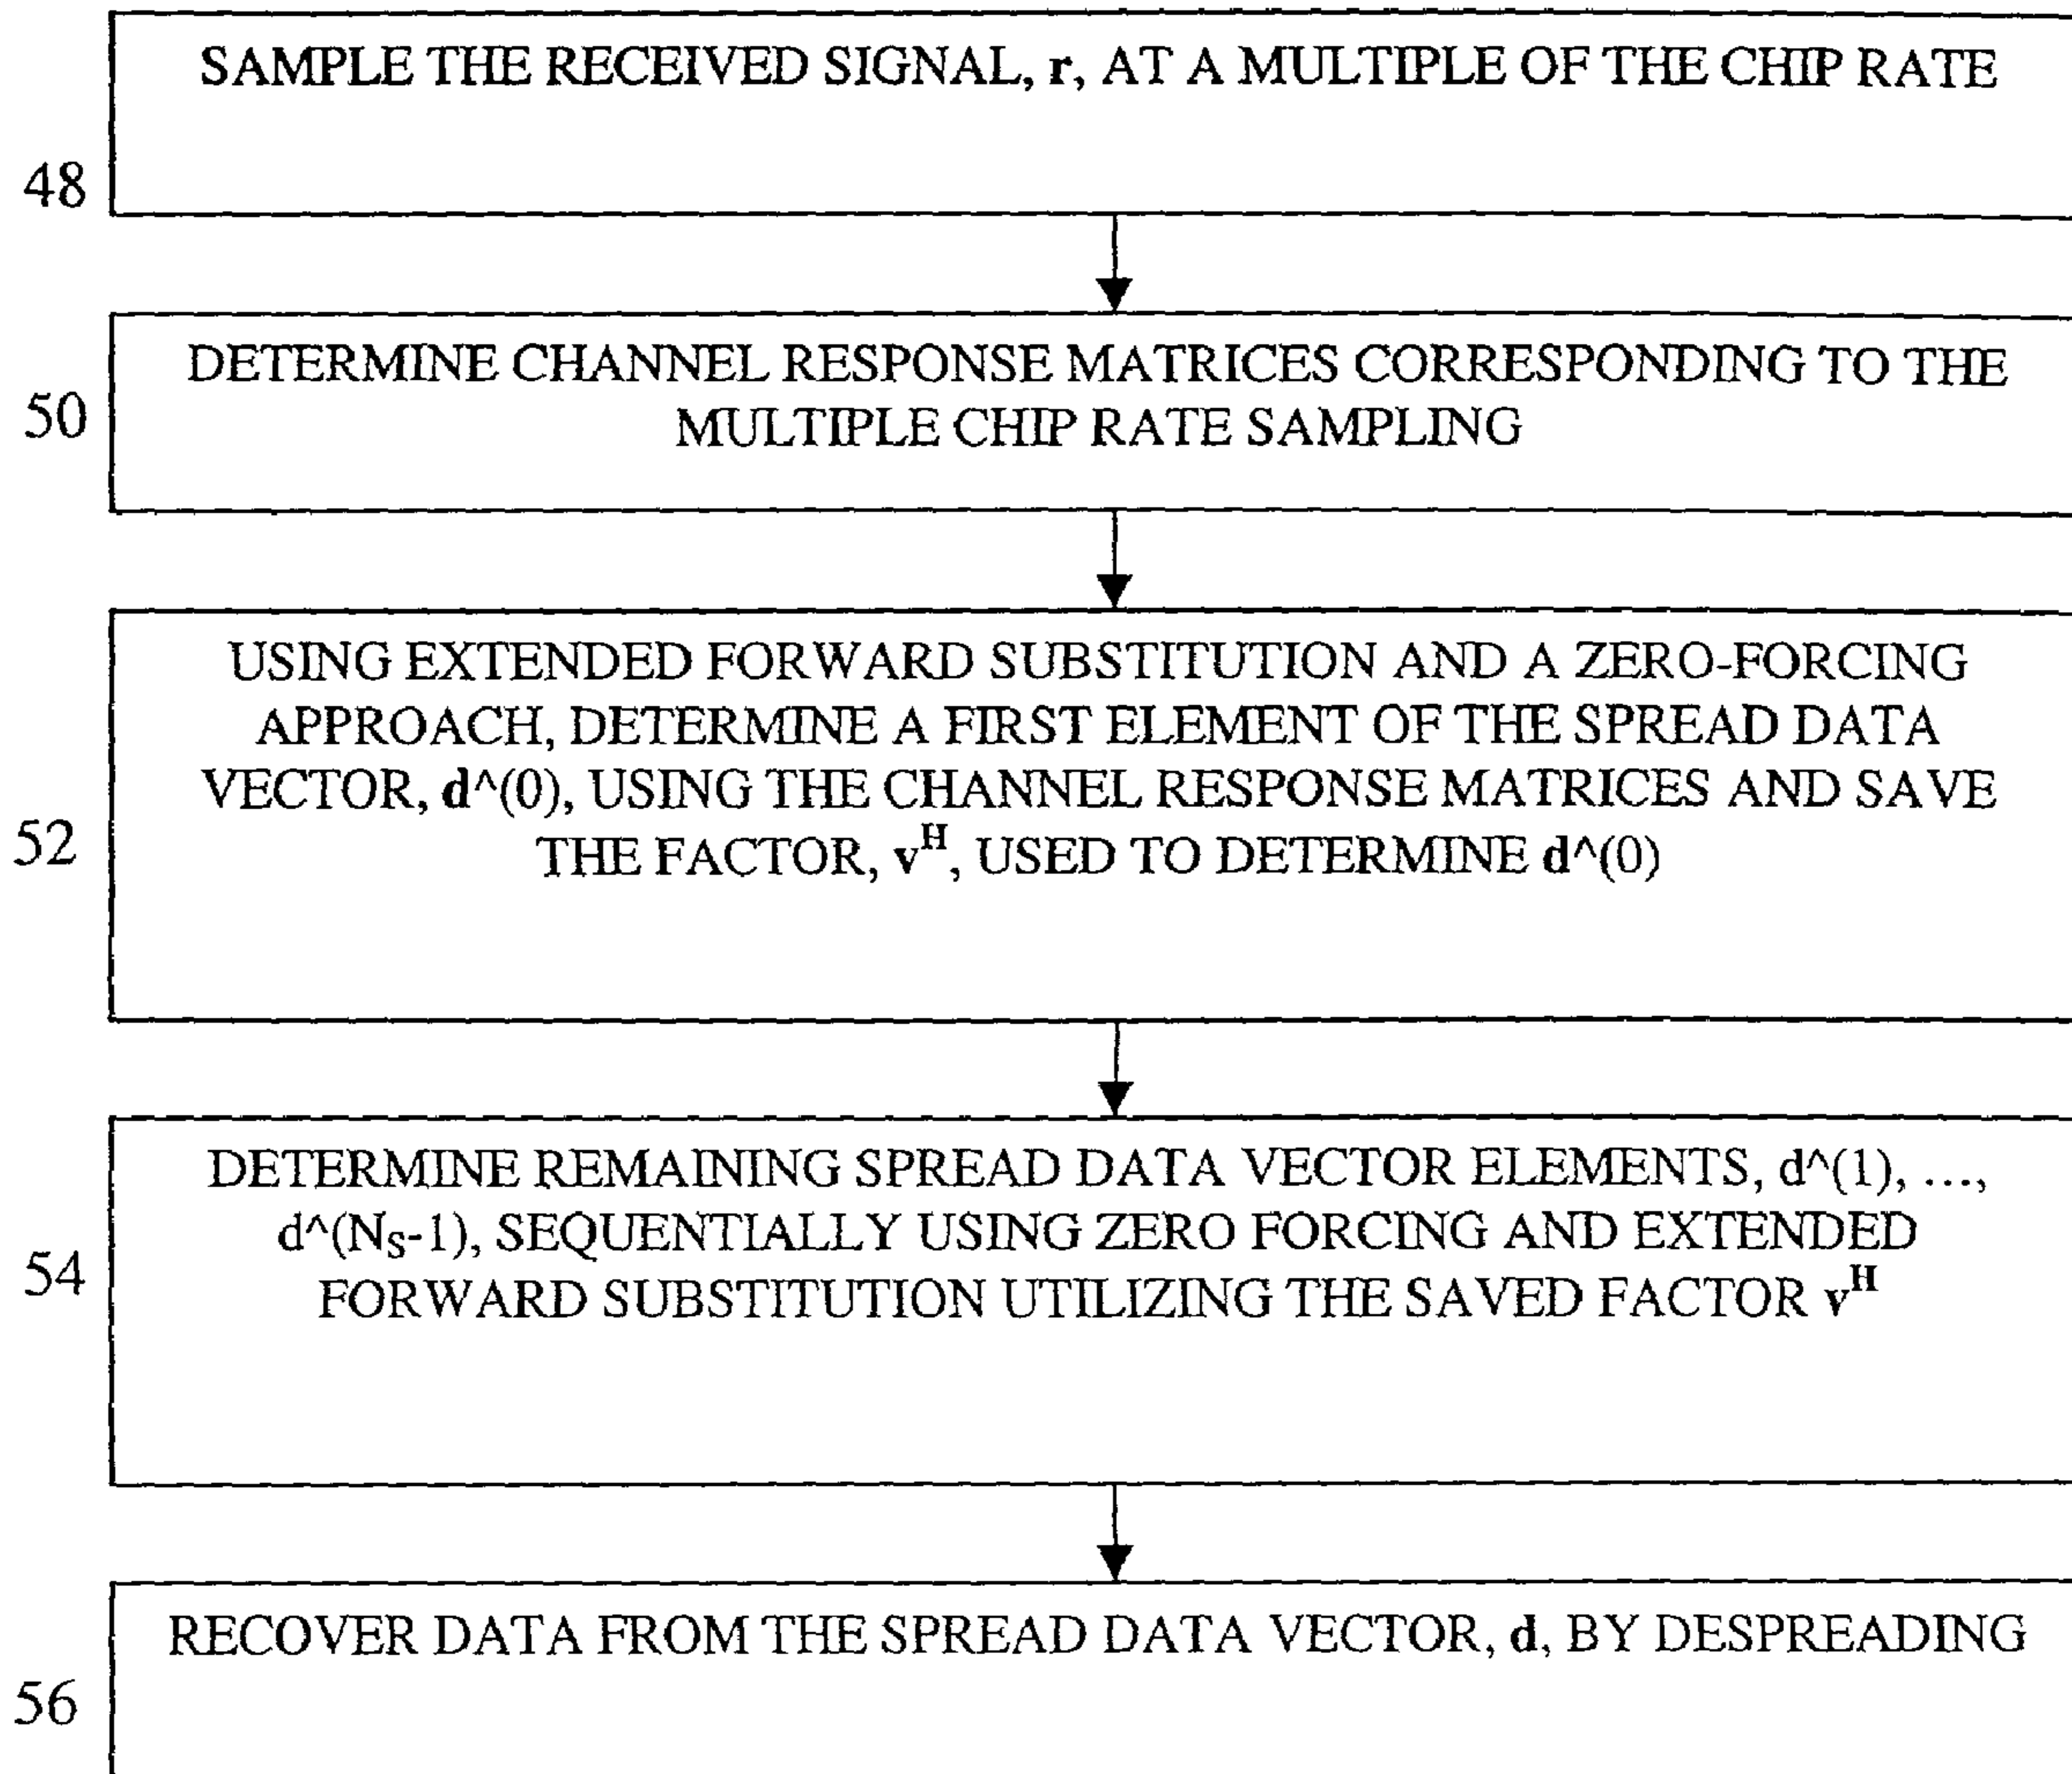 SAMPLE THE RECEIVED SIGNAL, r, AT A MULTIPLE OF THE CHIP RATE
48
DETERMINE CHANNEL RESPONSE MATRICES CORRESPONDING TO THE
MULTIPLE CHIP RATE SAMPLING
50
USING EXTENDED FORWARD SUBSTITUTION AND A ZERO-FORCING
APPROACH, DETERMINE A FIRST ELEMENT OF THE SPREAD DATA
VECTOR, d^(0), USING THE CHANNEL RESPONSE MATRICES AND SAVE
THE FACTOR, vᴴ, USED TO DETERMINE d^(0)
52
DETERMINE REMAINING SPREAD DATA VECTOR ELEMENTS, d^(1), ...,
d^(Nₛ-1), SEQUENTIALLY USING ZERO FORCING AND EXTENDED
FORWARD SUBSTITUTION UTILIZING THE SAVED FACTOR vᴴ
54
RECOVER DATA FROM THE SPREAD DATA VECTOR, d, BY DESPREADING
56